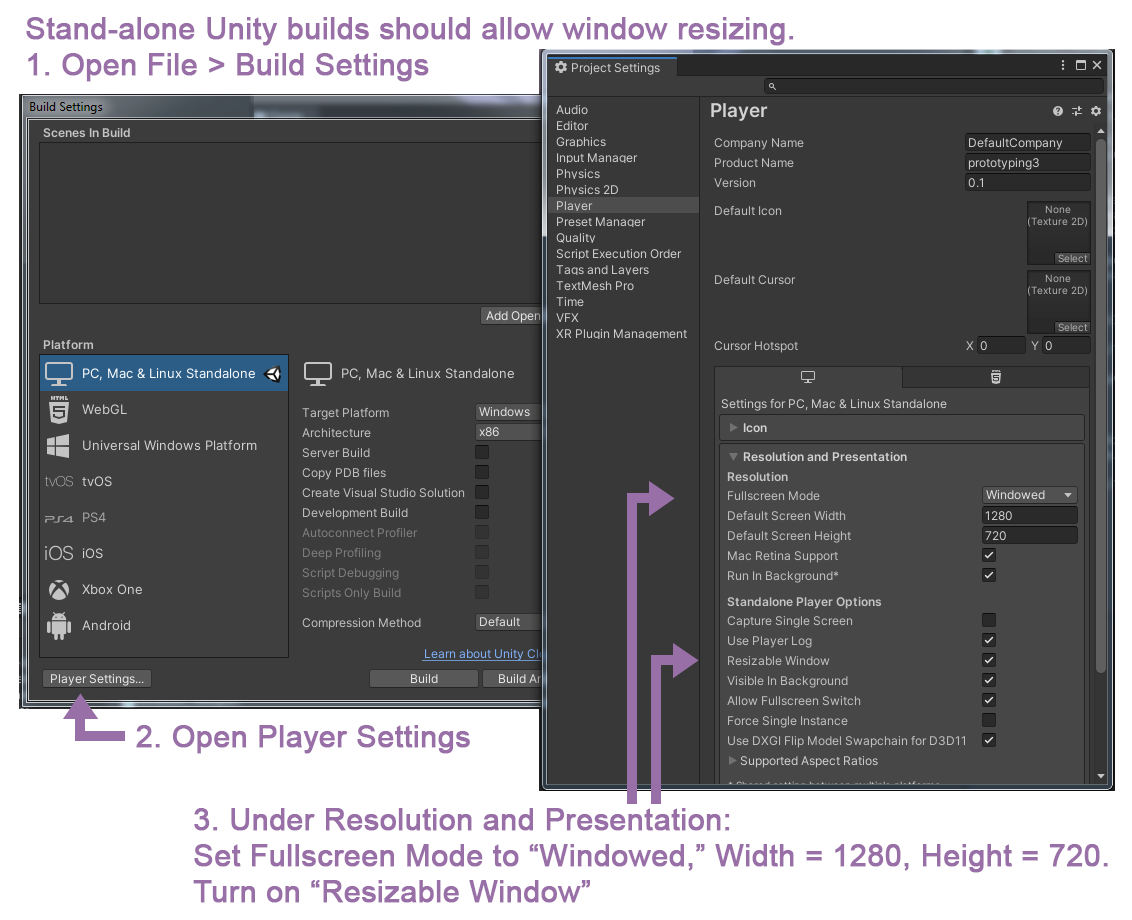 Stand-alone Unity builds should allow window resizing.
1. Open File > Build Settings
Build Settings
Scenes In Build
Add Open
Platform
PC, Mac & Linux Standalone
WebGL
Universal Windows Platform
tvOS tvOS
PS4 PS4
iOS iOS
Xbox One
Android
Player Settings...
PC, Mac & Linux Standalone
Target Platform Windows
Architecture x86
Server Build
Copy PDB files
Create Visual Studio Solution
Development Build
Autoconnect Profiler
Deep Profiling
Script Debugging
Scripts Only Build
Compression Method Default
Learn about Unity Clo
Build Build An
2. Open Player Settings
Project Settings
Audio
Editor
Graphics
Input Manager
Physics
Physics 2D
Player
Preset Manager
Quality
Script Execution Order
Tags and Layers
TextMesh Pro
Time
VFX
XR Plugin Management
Player
Company Name DefaultCompany
Product Name prototyping3
Version 0.1
Default Icon
None
(Texture 2D)
Select
Default Cursor
None
(Texture 2D)
Select
Cursor Hotspot X 0 Y 0
HTML 5
Settings for PC, Mac & Linux Standalone
Icon
Resolution and Presentation
Resolution
Fullscreen Mode Windowed
Default Screen Width 1280
Default Screen Height 720
Mac Retina Support
Run In Background*
Standalone Player Options
Capture Single Screen
Use Player Log
Resizable Window
Visible In Background
Allow Fullscreen Switch
Force Single Instance
Use DXGI Flip Model Swapchain for D3D11
Supported Aspect Ratios
* Shared setting between multiple platforms.
3. Under Resolution and Presentation:
Set Fullscreen Mode to “Windowed,” Width = 1280, Height = 720.
Turn on “Resizable Window”